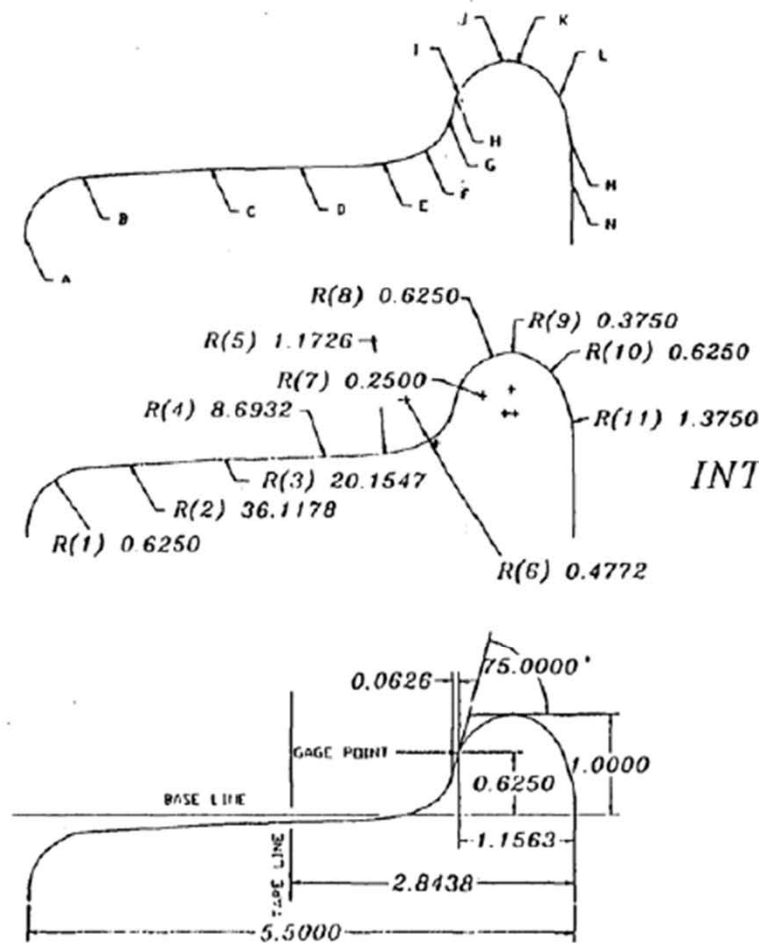 J K
I L
H
G
B C D E F M
N
A
R(8) 0.6250
R(9) 0.3750
R(5) 1.1726
R(10) 0.6250
R(7) 0.2500
R(4) 8.6932
R(11) 1.3750
INT
R(3) 20.1547
R(2) 36.1178
R(1) 0.6250
R(6) 0.4772
75.0000°
0.0626
GAGE POINT
1.0000
0.6250
BASE LINE
1.1563
TAPE LINE
2.8438
5.5000